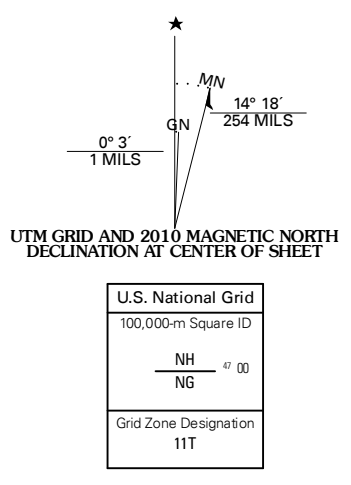 MN
14° 18´
254 MILS
GN
0° 3´
1 MILS
UTM GRID AND 2010 MAGNETIC NORTH
DECLINATION AT CENTER OF SHEET
U.S. National Grid
100,000-m Square ID
NH
47 00
NG
Grid Zone Designation
11T